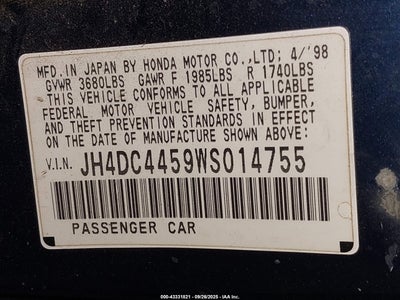 MFD. IN JAPAN BY HONDA MOTOR CO.,LTD; 4/'98
GVWR 3680LBS GAWR F 1985LBS R 1740LBS
THIS VEHICLE CONFORMS TO ALL APPLICABLE
FEDERAL MOTOR VEHICLE SAFETY, BUMPER,
AND THEFT PREVENTION STANDARDS IN EFFECT
ON THE DATE OF MANUFACTURE SHOWN ABOVE:
V.I.N. JH4DC4459WS014755
PASSENGER CAR
000-43331821 - 09/29/2025 - IAA Inc.